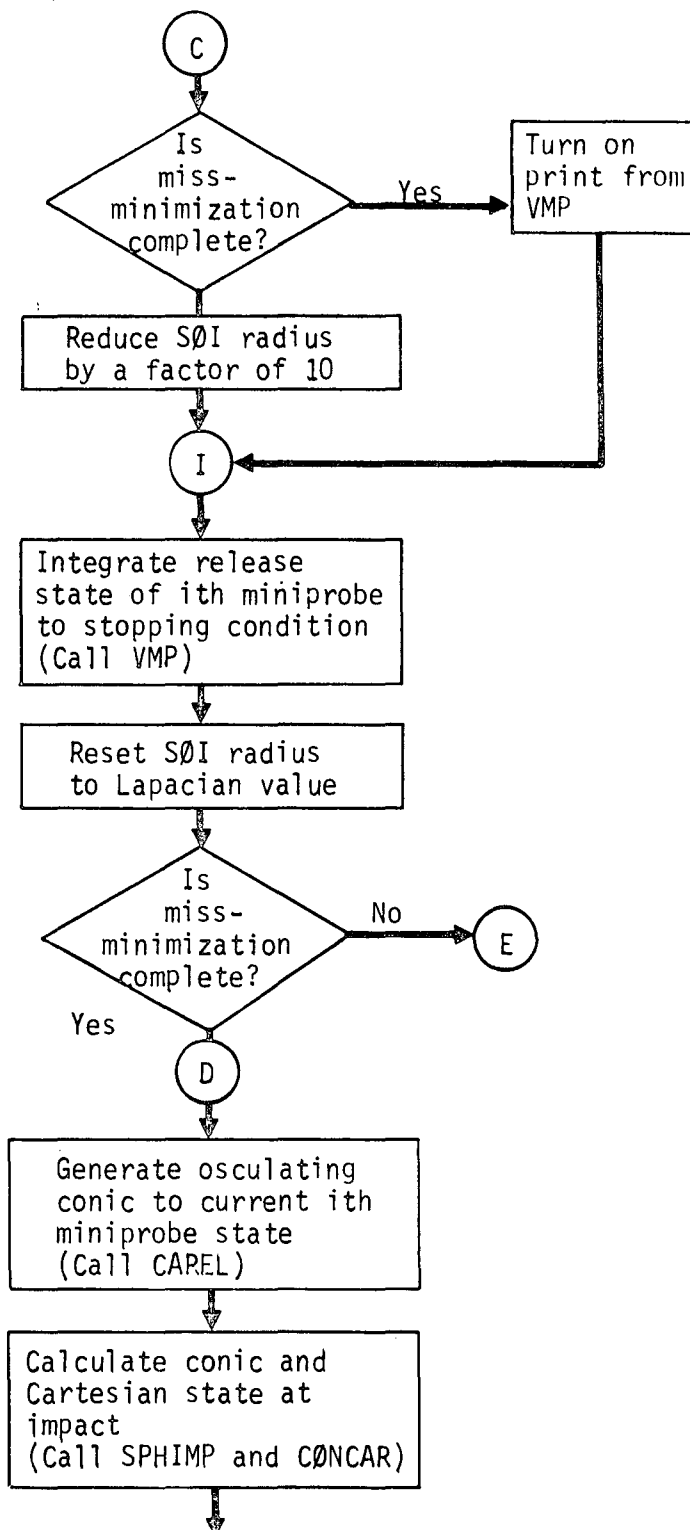 C
Is
miss-
minimization
complete?
Yes
Turn on
print from
VMP
Reduce SØI radius
by a factor of 10
I
Integrate release
state of ith miniprobe
to stopping condition
(Call VMP)
Reset SØI radius
to Lapacian value
Is
miss-
minimization
complete?
No
E
Yes
D
Generate osculating
conic to current ith
miniprobe state
(Call CAREL)
Calculate conic and
Cartesian state at
impact
(Call SPHIMP and CØNCAR)